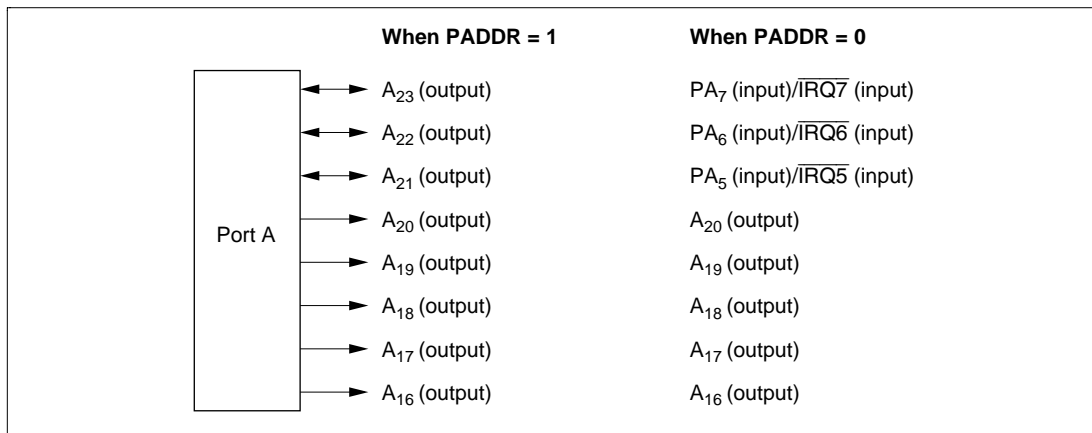 When PADDR = 1 When PADDR = 0
A23 (output) PA7 (input)/IRQ7 (input)
A22 (output) PA6 (input)/IRQ6 (input)
A21 (output) PA5 (input)/IRQ5 (input)
Port A
A20 (output) A20 (output)
A19 (output) A19 (output)
A18 (output) A18 (output)
A17 (output) A17 (output)
A16 (output) A16 (output)